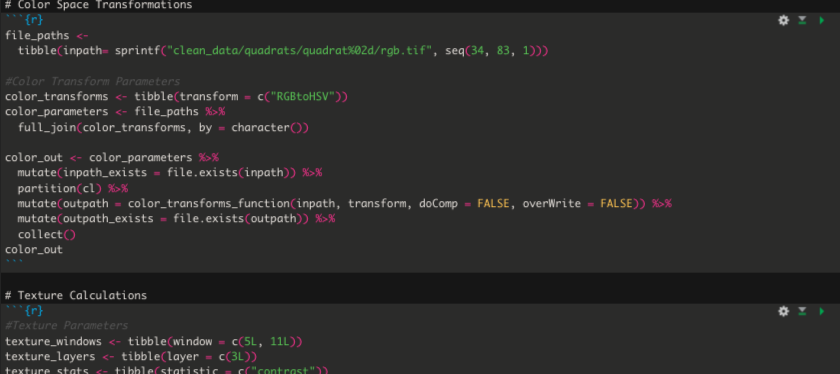 # Color Space Transformations
```{r}
file_paths <-
  tibble(inpath= sprintf("clean_data/quadrats/quadrat%02d/rgb.tif", seq(34, 83, 1)))
#Color Transform Parameters
color_transforms <- tibble(transform = c("RGBtoHSV"))
color_parameters <- file_paths %>%
  full_join(color_transforms, by = character())
color_out <- color_parameters %>%
  mutate(inpath_exists = file.exists(inpath)) %>%
  partition(cl) %>%
  mutate(outpath = color_transforms_function(inpath, transform, doComp = FALSE, overWrite = FALSE)) %>%
  mutate(outpath_exists = file.exists(outpath)) %>%
  collect()
color_out
```
# Texture Calculations
```{r}
#Texture Parameters
texture_windows <- tibble(window = c(5L, 11L))
texture_layers <- tibble(layer = c(3L))
texture_stats <- tibble(statistic = c("contrast"))